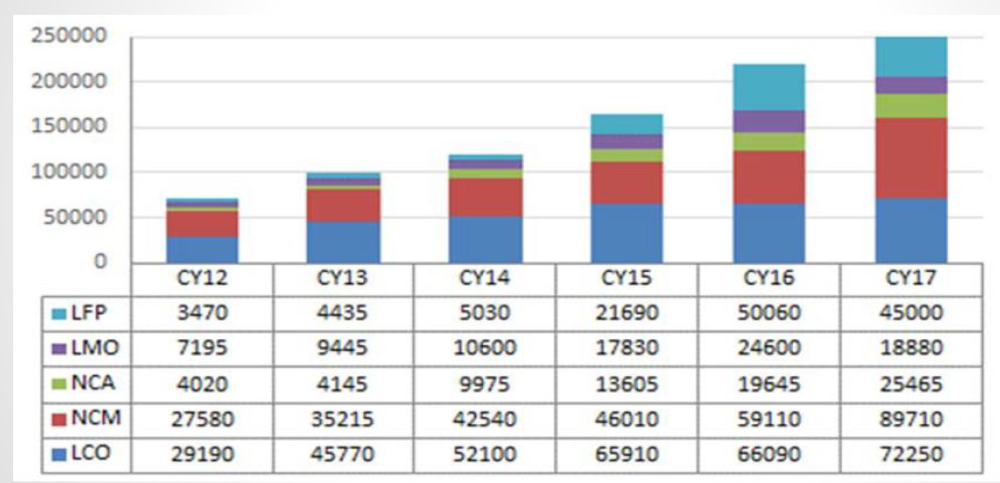 250000
200000
150000
100000
50000
0
CY12 CY13 CY14 CY15 CY16 CY17
LFP 3470 4435 5030 21690 50060 45000
LMO 7195 9445 10600 17830 24600 18880
NCA 4020 4145 9975 13605 19645 25465
NCM 27580 35215 42540 46010 59110 89710
LCO 29190 45770 52100 65910 66090 72250